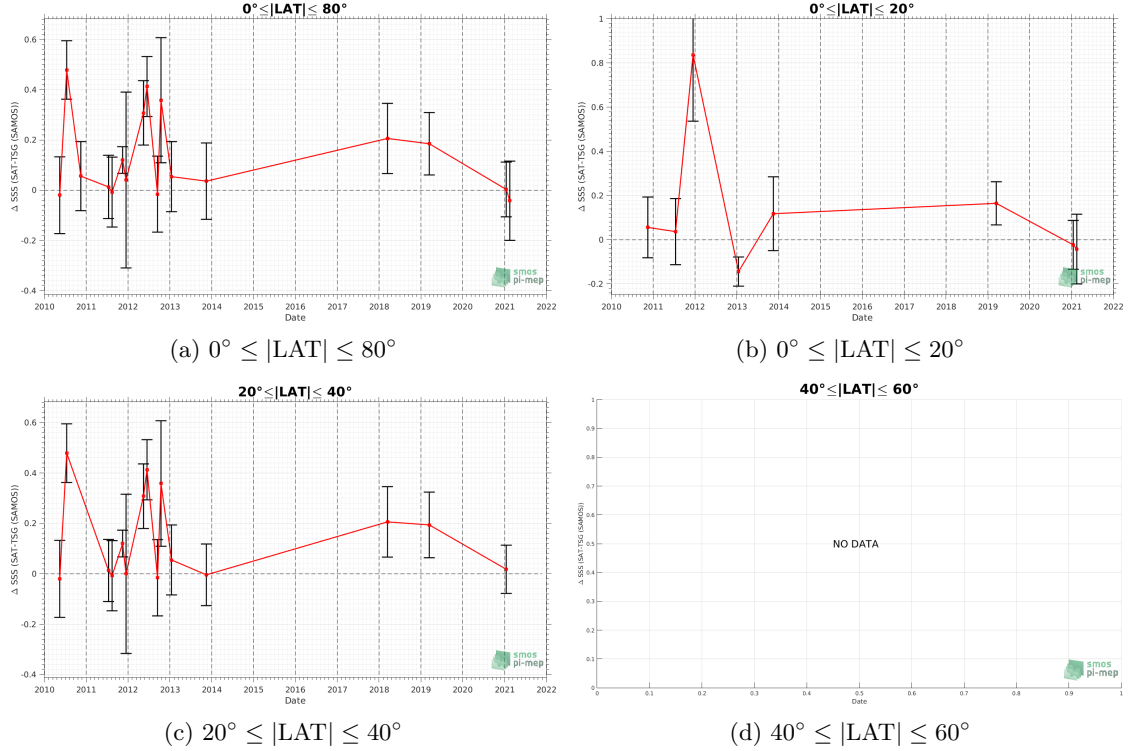 0°≤|LAT|≤ 80°
Δ SSS (SAT-TSG (SAMOS))
0.6
0.4
0.2
0
-0.2
-0.4
2010 2011 2012 2013 2014 2015 2016 2017 2018 2019 2020 2021 2022
Date
smos
pi-mep
(a) 0° ≤ |LAT| ≤ 80°
0°≤|LAT|≤ 20°
Δ SSS (SAT-TSG (SAMOS))
1
0.8
0.6
0.4
0.2
0
-0.2
2010 2011 2012 2013 2014 2015 2016 2017 2018 2019 2020 2021 2022
Date
smos
pi-mep
(b) 0° ≤ |LAT| ≤ 20°
20°≤|LAT|≤ 40°
Δ SSS (SAT-TSG (SAMOS))
0.6
0.4
0.2
0
-0.2
-0.4
2010 2011 2012 2013 2014 2015 2016 2017 2018 2019 2020 2021 2022
Date
smos
pi-mep
(c) 20° ≤ |LAT| ≤ 40°
40°≤|LAT|≤ 60°
Δ SSS (SAT-TSG (SAMOS))
1
0.9
0.8
0.7
0.6
0.5
0.4
0.3
0.2
0.1
0
NO DATA
0 0.1 0.2 0.3 0.4 0.5 0.6 0.7 0.8 0.9 1
Date
smos
pi-mep
(d) 40° ≤ |LAT| ≤ 60°